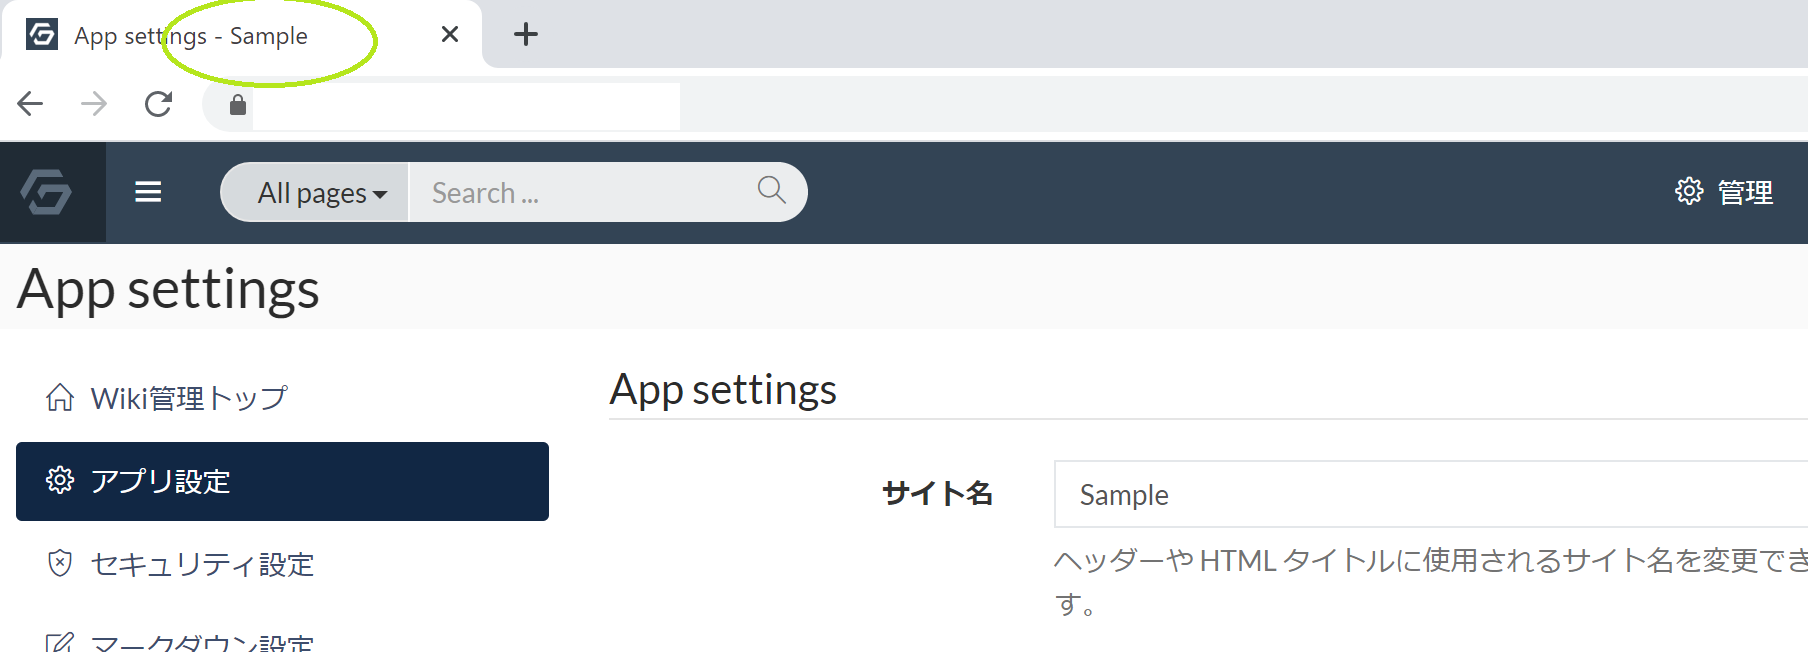 App settings - Sample
All pages
Search ...
管理
App settings
Wiki管理トップ
アプリ設定
セキュリティ設定
マークダウン設定
App settings
サイト名
Sample
ヘッダーや HTML タイトルに使用されるサイト名を変更でき
す。